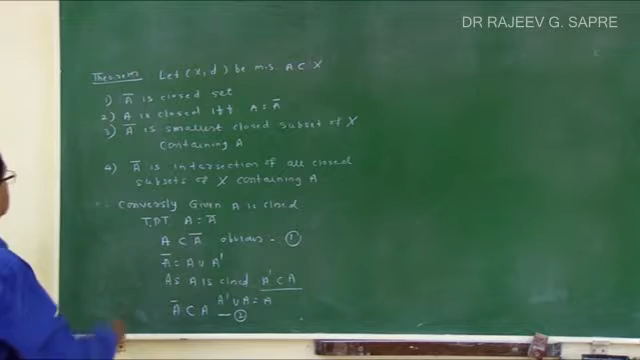 DR RAJEEV G. SAPRE
Theorem Let (X, d) be m.s. A ⊂ X
1) A̅ is closed set
2) A is closed iff A = A̅
3) A̅ is smallest closed subset of X
containing A
4) A̅ is intersection of all closed
subsets of X containing A
Conversly Given A is closed
T.P.T. A = A̅
A ⊂ A̅ obvious - ①
A̅ = A ∪ A'
As A is closed A' ⊂ A
A' ∪ A = A
A̅ ⊂ A — ②